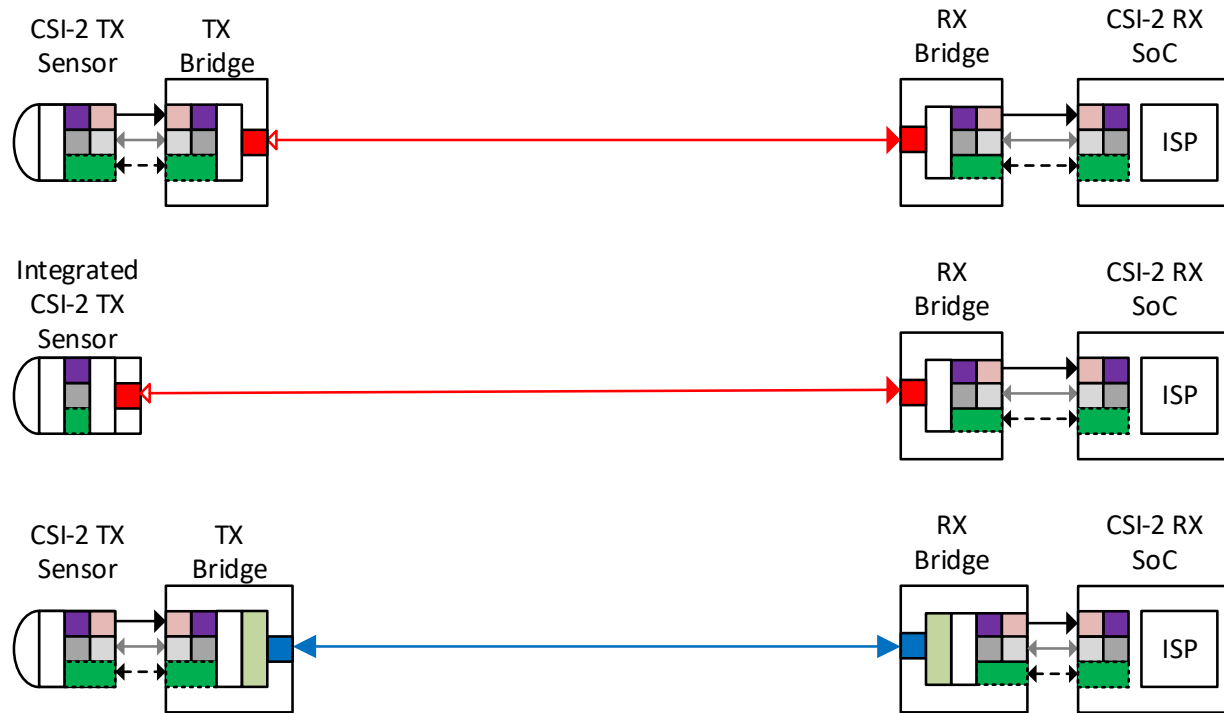 CSI-2 TX
Sensor
TX
Bridge
RX
Bridge
CSI-2 RX
SoC
ISP
Integrated
CSI-2 TX
Sensor
RX
Bridge
CSI-2 RX
SoC
ISP
CSI-2 TX
Sensor
TX
Bridge
RX
Bridge
CSI-2 RX
SoC
ISP